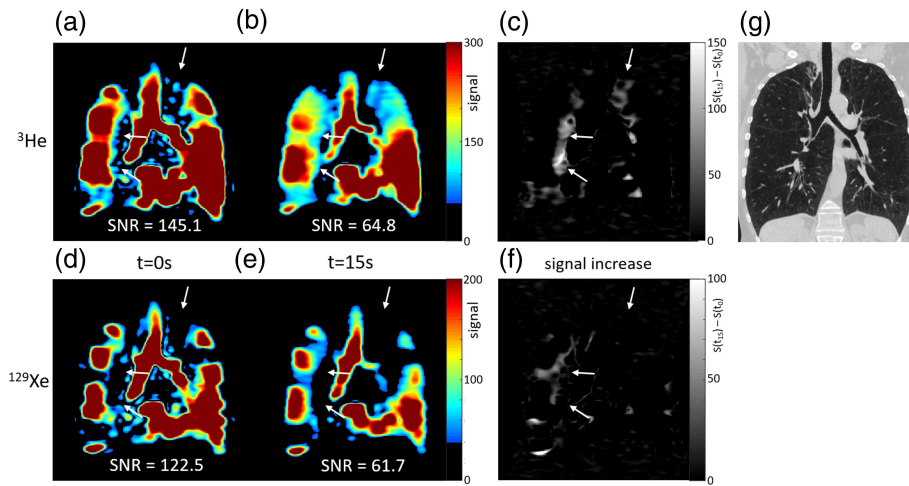 (a)
(b)
(c)
(g)
³He
SNR = 145.1
SNR = 64.8
300
150
0
signal
150
100
50
0
S(t₁₅) – S(t₀)
(d)
t=0s
(e)
t=15s
(f)
signal increase
¹²⁹Xe
SNR = 122.5
SNR = 61.7
200
100
0
signal
100
50
0
S(t₁₅) – S(t₀)